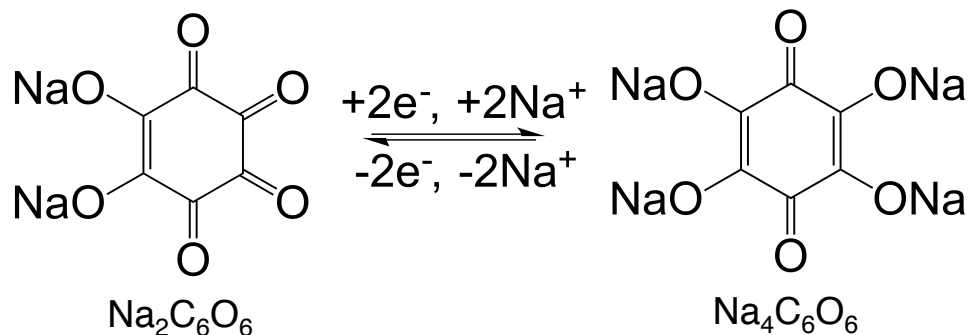 O
NaO
O
NaO
O
O
Na₂C₆O₆
+2e⁻, +2Na⁺
-2e⁻, -2Na⁺
O
NaO
ONa
NaO
ONa
O
Na₄C₆O₆